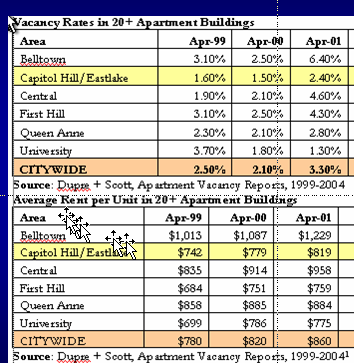 Vacancy Rates in 20+ Apartment Buildings
Area Apr-99 Apr-00 Apr-01
Belltown 3.10% 2.50% 6.40%
Capitol Hill/Eastlake 1.60% 1.50% 2.40%
Central 1.90% 2.10% 4.60%
First Hill 3.10% 2.50% 4.30%
Queen Anne 2.30% 2.10% 2.80%
University 3.70% 1.80% 1.30%
CITYWIDE 2.50% 2.10% 3.30%
Source: Dupre + Scott, Apartment Vacancy Reports, 1999-2004
Average Rent per Unit in 20+ Apartment Buildings
Area Apr-99 Apr-00 Apr-01
Belltown $1,013 $1,087 $1,229
Capitol Hill/Eastlake $742 $779 $819
Central $835 $914 $958
First Hill $684 $751 $759
Queen Anne $858 $885 $884
University $699 $786 $775
CITYWIDE $780 $820 $860
Source: Dupre + Scott, Apartment Vacancy Reports, 1999-2004¹